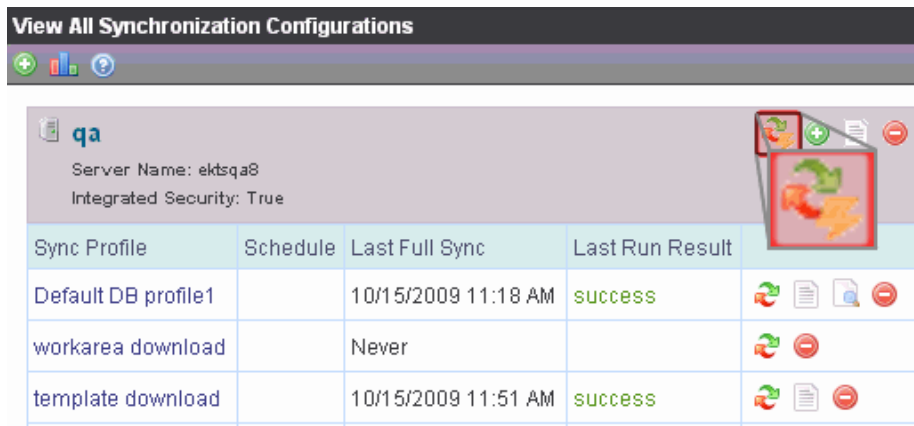 View All Synchronization Configurations
qa
Server Name: ektsqa8
Integrated Security: True
Sync Profile Schedule Last Full Sync Last Run Result
Default DB profile1 10/15/2009 11:18 AM success
workarea download Never
template download 10/15/2009 11:51 AM success